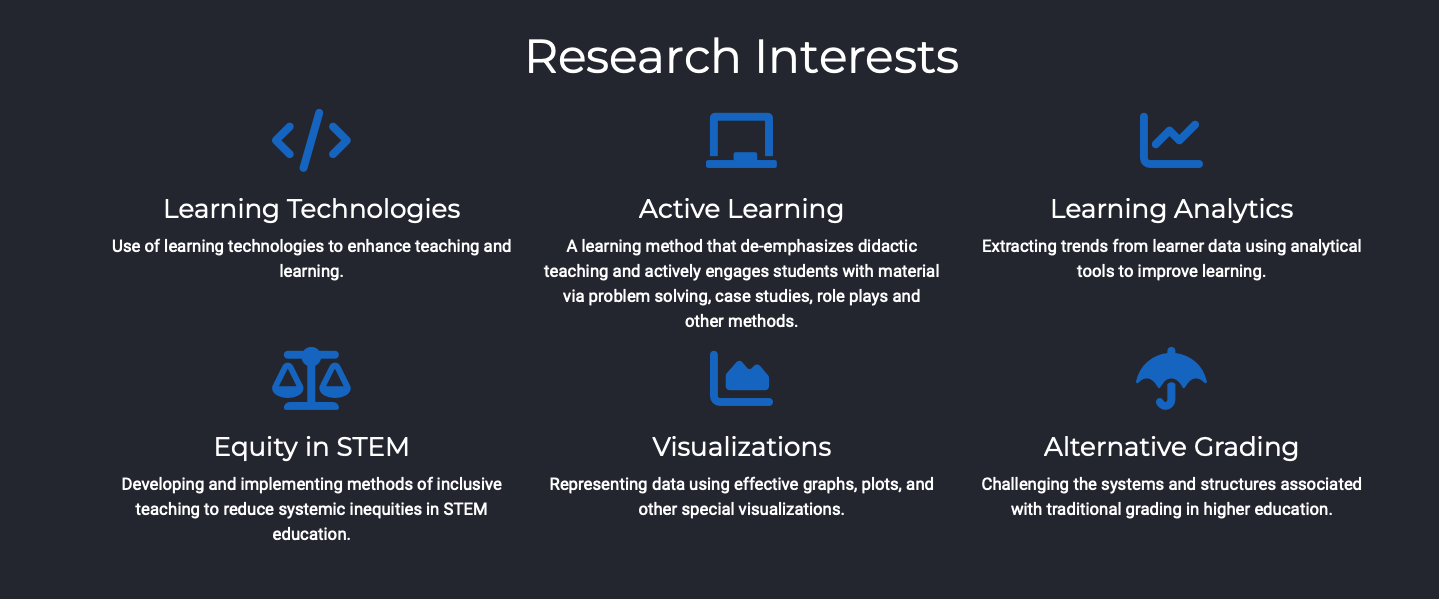 Research Interests
Learning Technologies
Use of learning technologies to enhance teaching and
learning.
Active Learning
A learning method that de-emphasizes didactic
teaching and actively engages students with material
via problem solving, case studies, role plays and
other methods.
Learning Analytics
Extracting trends from learner data using analytical
tools to improve learning.
Equity in STEM
Developing and implementing methods of inclusive
teaching to reduce systemic inequities in STEM
education.
Visualizations
Representing data using effective graphs, plots, and
other special visualizations.
Alternative Grading
Challenging the systems and structures associated
with traditional grading in higher education.